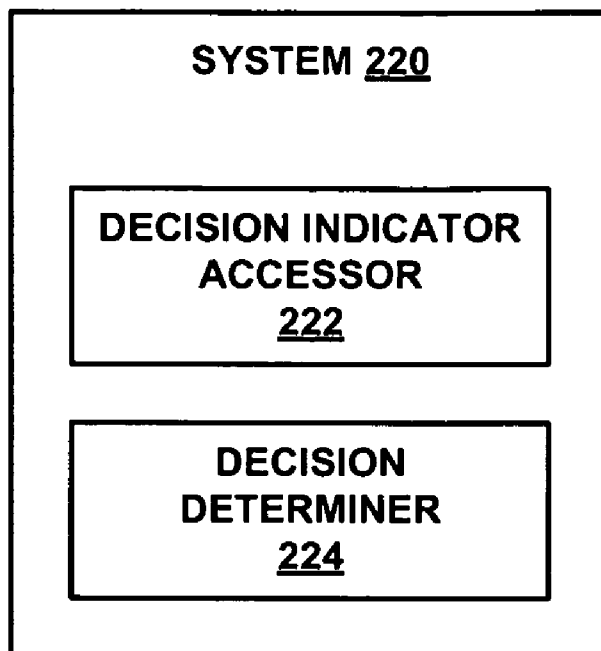 SYSTEM 220
DECISION INDICATOR
ACCESSOR
222
DECISION
DETERMINER
224